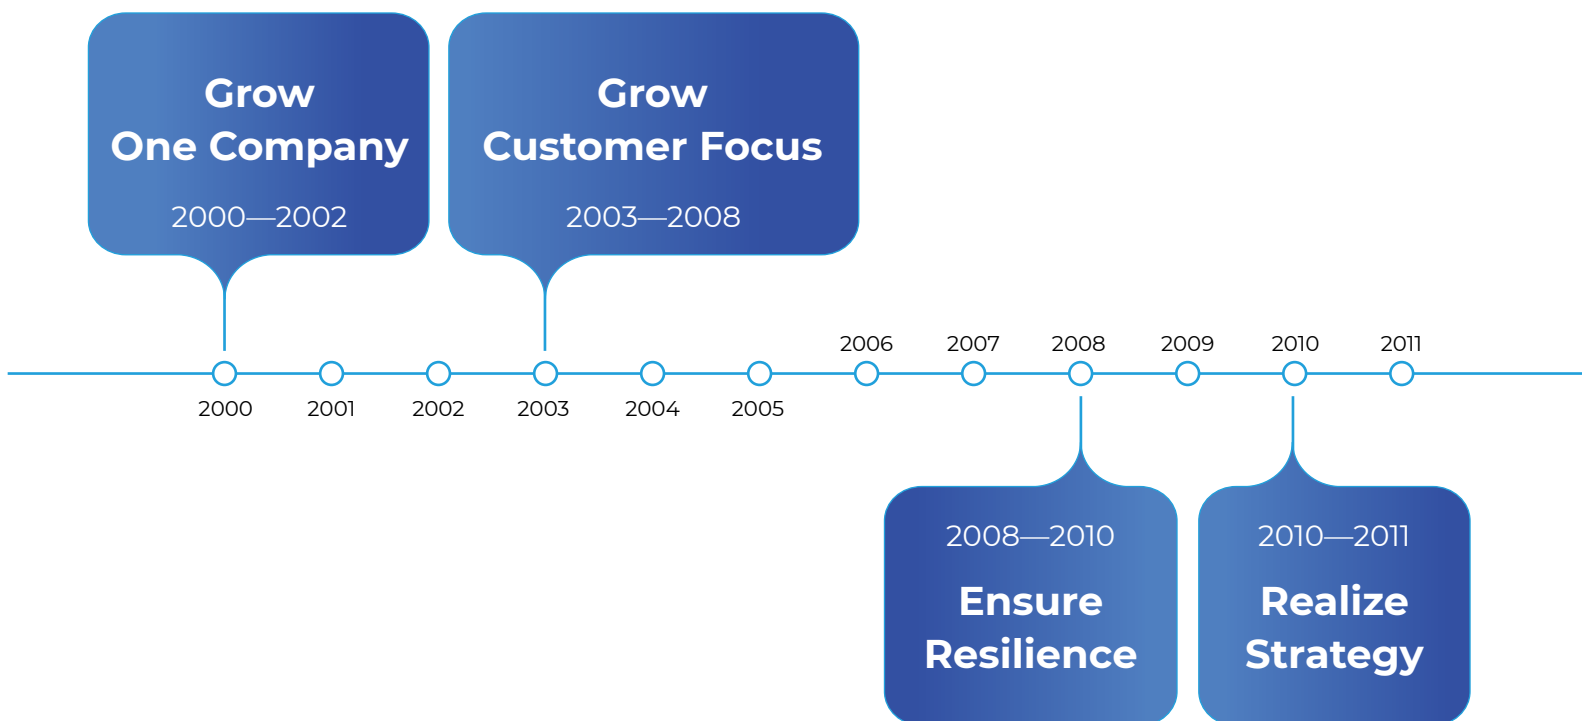 Grow
One Company
2000—2002
Grow
Customer Focus
2003—2008
2006
2007
2008
2009
2010
2011
2000
2001
2002
2003
2004
2005
2008—2010
Ensure
Resilience
2010—2011
Realize
Strategy